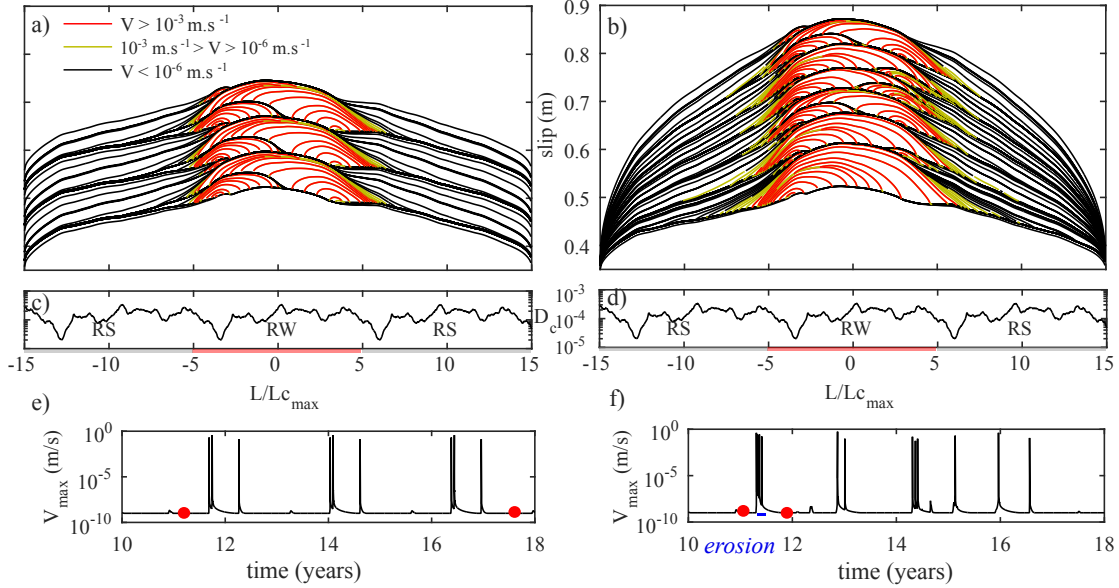 a)
V > 10⁻³ m.s⁻¹
10⁻³ m.s⁻¹ > V > 10⁻⁶ m.s⁻¹
V < 10⁻⁶ m.s⁻¹
b)
slip (m)
0.9
0.8
0.7
0.6
0.5
0.4
c)
RS
RW
RS
-15
-10
-5
0
5
10
15
L/Lc_max
d)
D_c
10⁻³
10⁻⁴
10⁻⁵
RS
RW
RS
-15
-10
-5
0
5
10
15
L/Lc_max
e)
V_max (m/s)
10⁰
10⁻⁵
10⁻¹⁰
10
12
14
16
18
time (years)
f)
V_max (m/s)
10⁰
10⁻⁵
10⁻¹⁰
10
12
14
16
18
erosion
time (years)